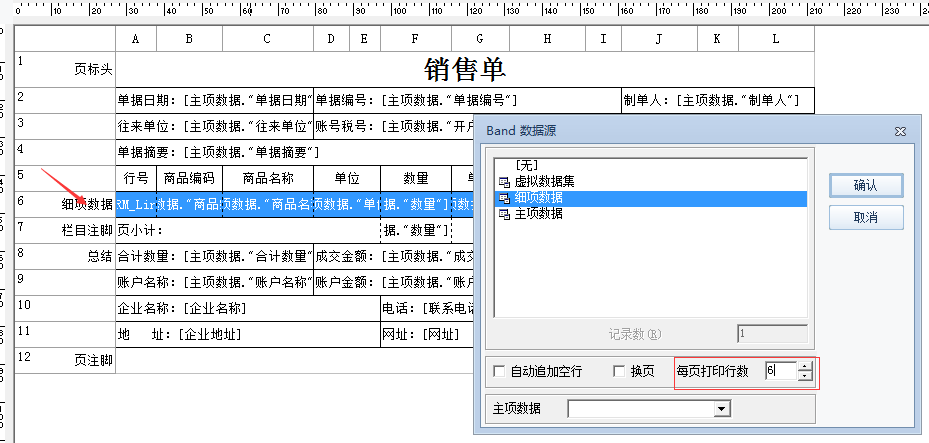 0 10 20 30 40 50 60 70 80 90 100 110 120 130 140 150 160 170 180 190 200 210 220 230 24
A B C D E F G H I J K L
1 页标头 销售单
2 单据日期: [主项数据."单据日期" 单据编号: [主项数据."单据编号"] 制单人: [主项数据."制单人"]
3 往来单位: [主项数据."往来单位" 账号税号: [主项数据."开户
4 单据摘要: [主项数据."单据摘要"]
5 行号 商品编码 商品名称 单位 数量
6 细项数据 RM_Lir 数据."商品 页数据."商品名 页数据."单位 据."数量"]
7 栏目注脚 页小计: 据."数量"]
8 总结 合计数量: [主项数据."合计数量" 成交金额: [主项数据."成交
9 账户名称: [主项数据."账户名称" 账户金额: [主项数据."账户
10 企业名称: [企业名称] 电话: [联系电话
11 地 址: [企业地址] 网址: [网址]
12 页注脚
Band 数据源
[无]
虚拟数据集
细项数据
主项数据
确认
取消
记录数(R) 1
自动追加空行 换页 每页打印行数 6
主项数据